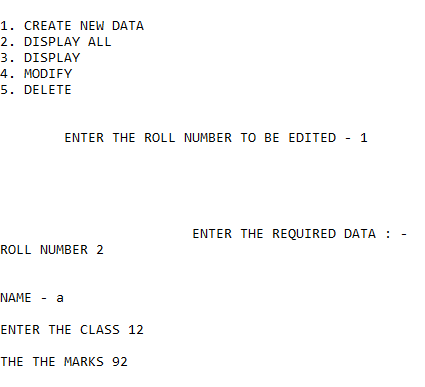 1. CREATE NEW DATA
2. DISPLAY ALL
3. DISPLAY
4. MODIFY
5. DELETE
ENTER THE ROLL NUMBER TO BE EDITED - 1
ENTER THE REQUIRED DATA : -
ROLL NUMBER 2
NAME - a
ENTER THE CLASS 12
THE THE MARKS 92